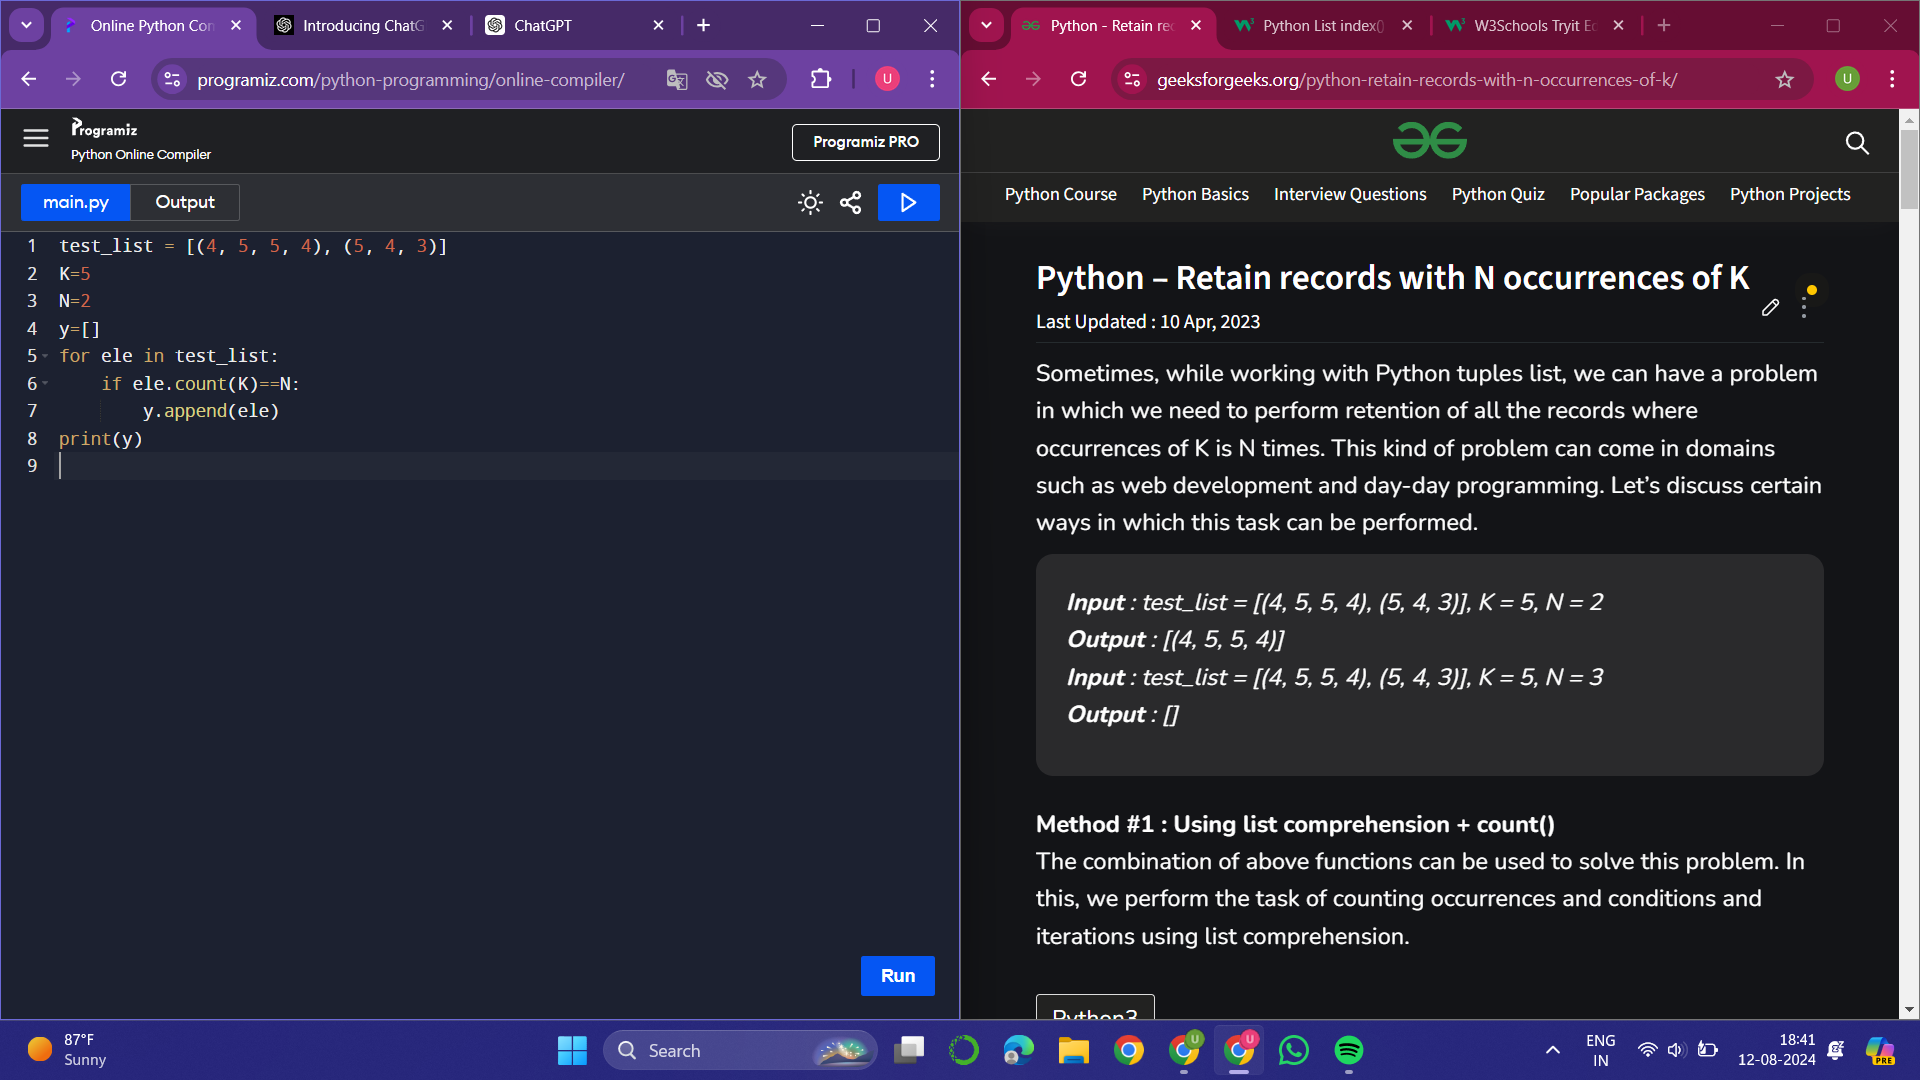 Online Python Con
Introducing ChatG
ChatGPT
programiz.com/python-programming/online-compiler/
U
Programiz
Python Online Compiler
Programiz PRO
main.py
Output
1 test_list = [(4, 5, 5, 4), (5, 4, 3)]
2 K=5
3 N=2
4 y=[]
5 for ele in test_list:
6     if ele.count(K)==N:
7         y.append(ele)
8 print(y)
9
Run
Python - Retain rec
Python List index()
W3Schools Tryit Ed
geeksforgeeks.org/python-retain-records-with-n-occurrences-of-k/
U
Python Course
Python Basics
Interview Questions
Python Quiz
Popular Packages
Python Projects
Python – Retain records with N occurrences of K
Last Updated : 10 Apr, 2023
Sometimes, while working with Python tuples list, we can have a problem
in which we need to perform retention of all the records where
occurrences of K is N times. This kind of problem can come in domains
such as web development and day-day programming. Let’s discuss certain
ways in which this task can be performed.
Input : test_list = [(4, 5, 5, 4), (5, 4, 3)], K = 5, N = 2
Output : [(4, 5, 5, 4)]
Input : test_list = [(4, 5, 5, 4), (5, 4, 3)], K = 5, N = 3
Output : []
Method #1 : Using list comprehension + count()
The combination of above functions can be used to solve this problem. In
this, we perform the task of counting occurrences and conditions and
iterations using list comprehension.
Python3
87°F
Sunny
Search
U
U
ENG
IN
18:41
12-08-2024
PRE